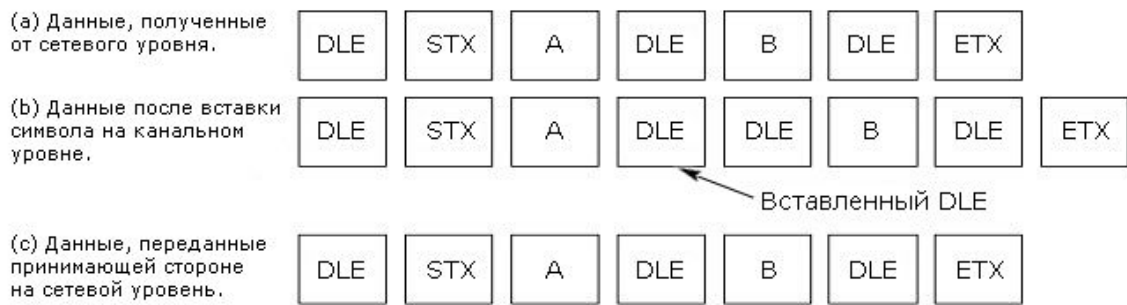 (a) Данные, полученные
от сетевого уровня.
DLE STX A DLE B DLE ETX
(b) Данные после вставки
символа на канальном
уровне.
DLE STX A DLE DLE B DLE ETX
Вставленный DLE
(c) Данные, переданные
принимающей стороне
на сетевой уровень.
DLE STX A DLE B DLE ETX